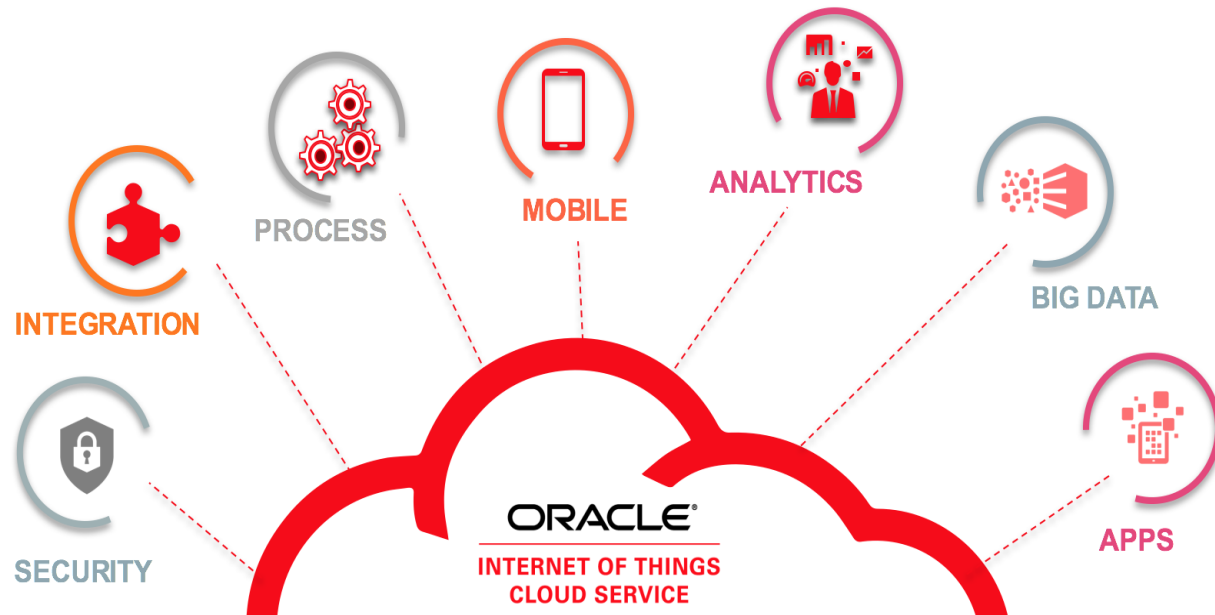 ANALYTICS
MOBILE
PROCESS
BIG DATA
INTEGRATION
ORACLE®
INTERNET OF THINGS
CLOUD SERVICE
APPS
SECURITY